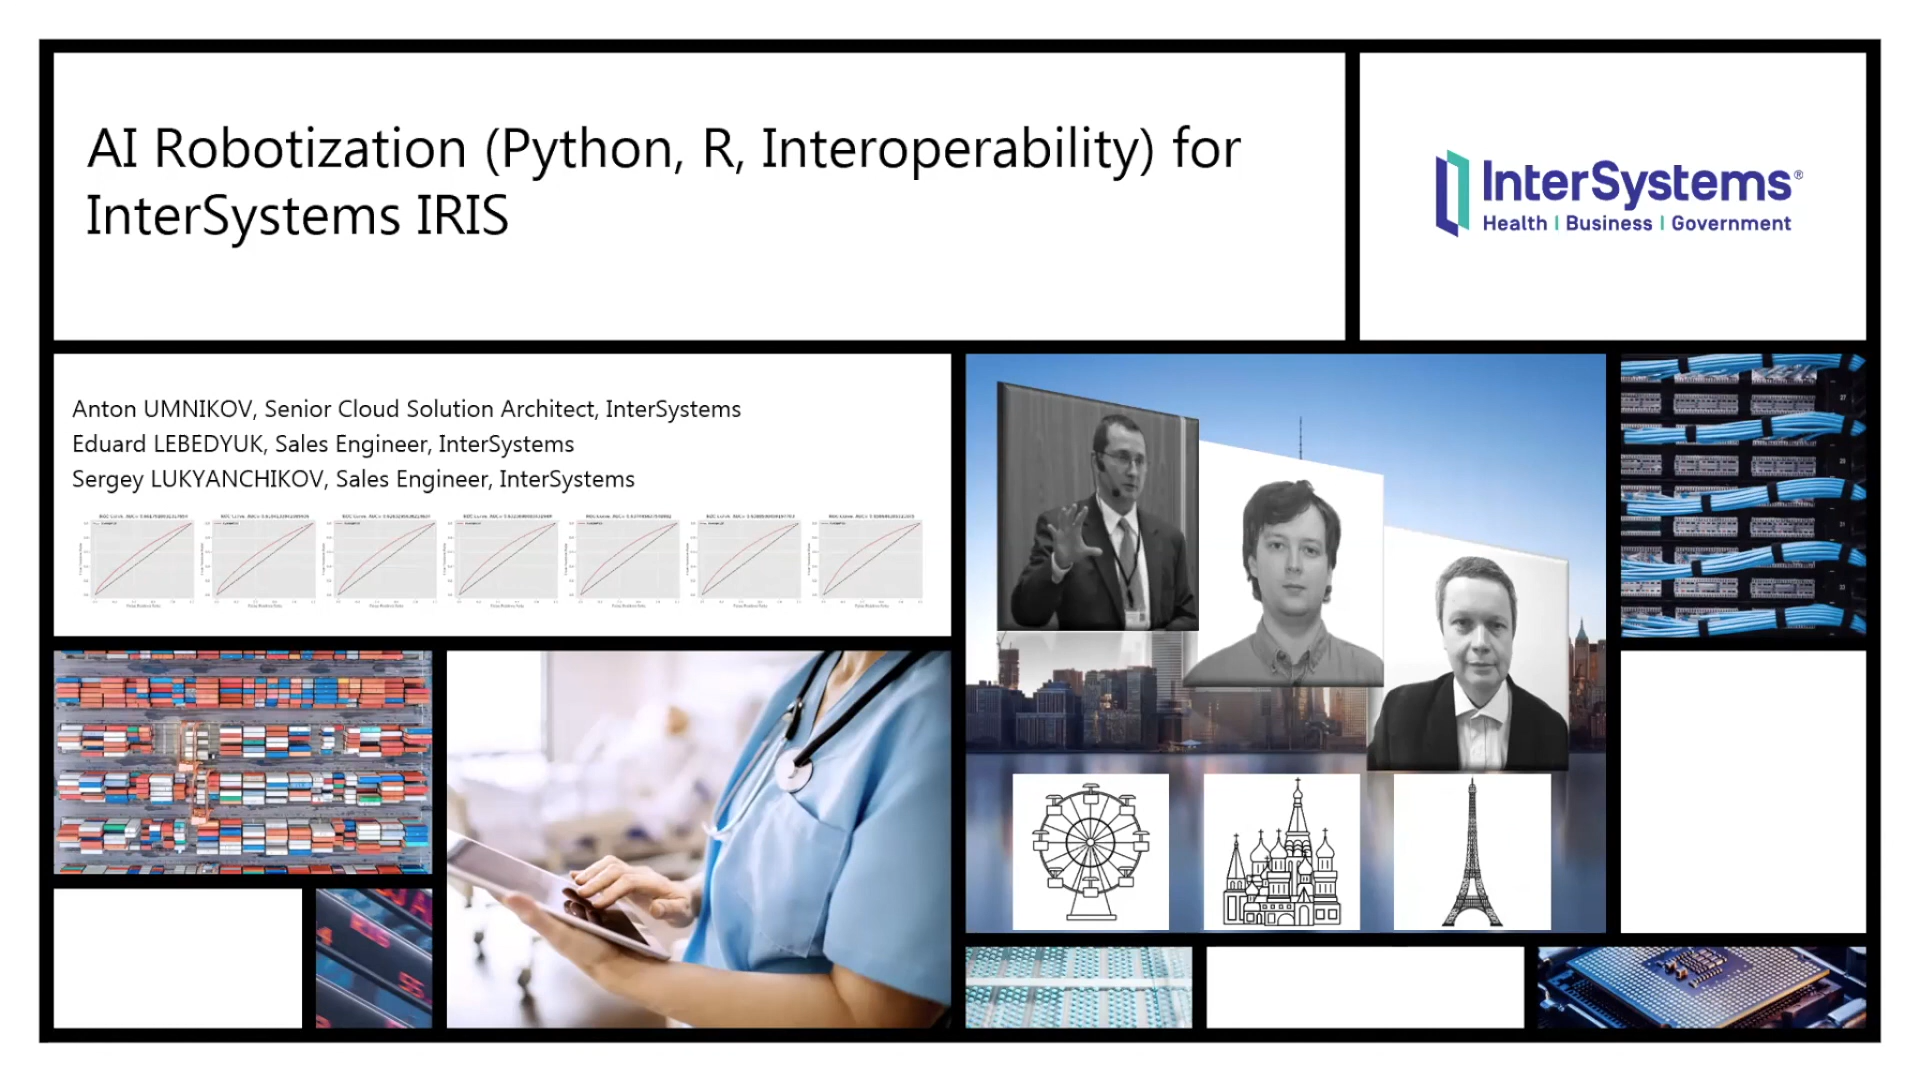 AI Robotization (Python, R, Interoperability) for
InterSystems IRIS
InterSystems®
Health | Business | Government
Anton UMNIKOV, Senior Cloud Solution Architect, InterSystems
Eduard LEBEDYUK, Sales Engineer, InterSystems
Sergey LUKYANCHIKOV, Sales Engineer, InterSystems